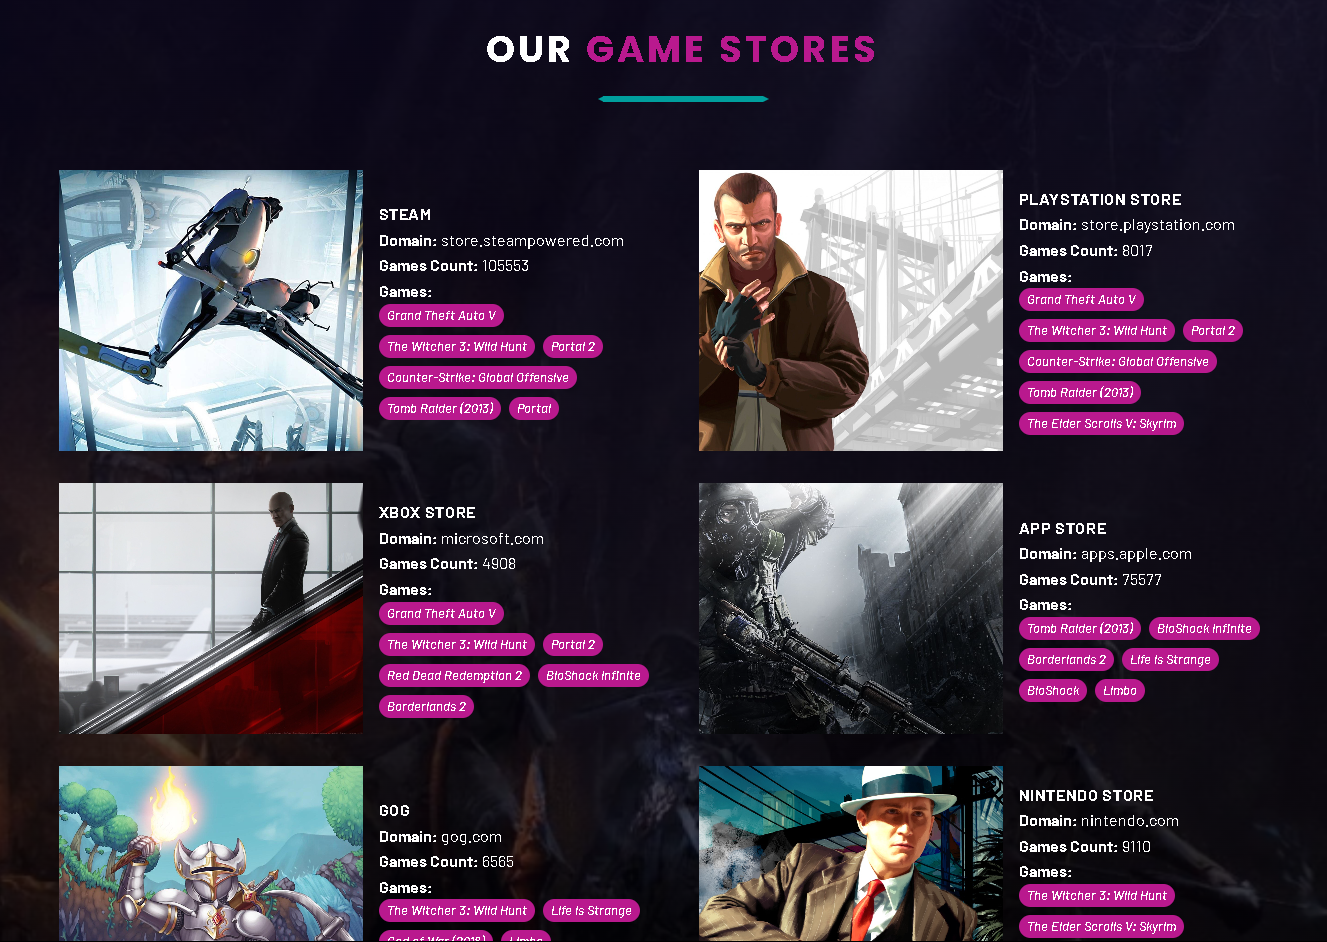 OUR GAME STORES
STEAM
Domain: store.steampowered.com
Games Count: 105553
Games:
Grand Theft Auto V
The Witcher 3: Wild Hunt Portal 2
Counter-Strike: Global Offensive
Tomb Raider (2013) Portal
PLAYSTATION STORE
Domain: store.playstation.com
Games Count: 8017
Games:
Grand Theft Auto V
The Witcher 3: Wild Hunt Portal 2
Counter-Strike: Global Offensive
Tomb Raider (2013)
The Elder Scrolls V: Skyrim
XBOX STORE
Domain: microsoft.com
Games Count: 4908
Games:
Grand Theft Auto V
The Witcher 3: Wild Hunt Portal 2
Red Dead Redemption 2 BioShock Infinite
Borderlands 2
APP STORE
Domain: apps.apple.com
Games Count: 75577
Games:
Tomb Raider (2013) BioShock Infinite
Borderlands 2 Life is Strange
BioShock Limbo
GOG
Domain: gog.com
Games Count: 6565
Games:
The Witcher 3: Wild Hunt Life is Strange
God of War (2018) Limbo
NINTENDO STORE
Domain: nintendo.com
Games Count: 9110
Games:
The Witcher 3: Wild Hunt
The Elder Scrolls V: Skyrim